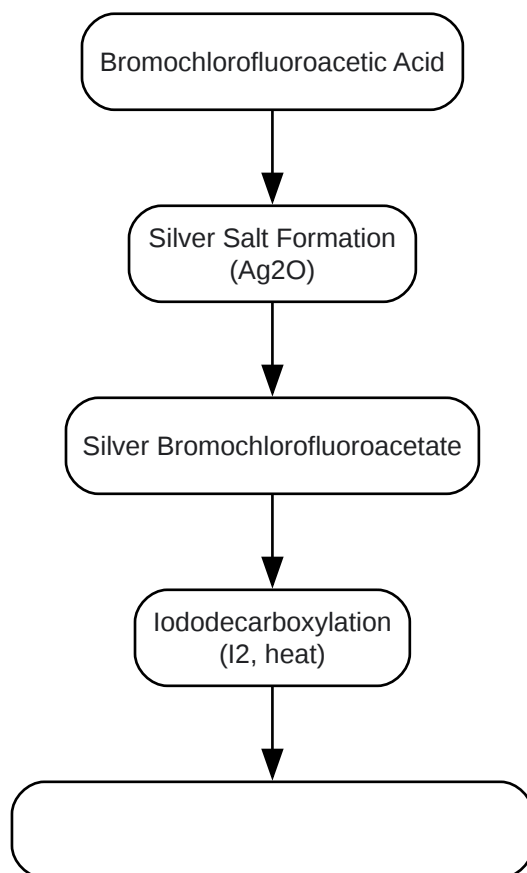 Bromochlorofluoroacetic Acid
Silver Salt Formation
(Ag2O)
Silver Bromochlorofluoroacetate
Iododecarboxylation
(I2, heat)